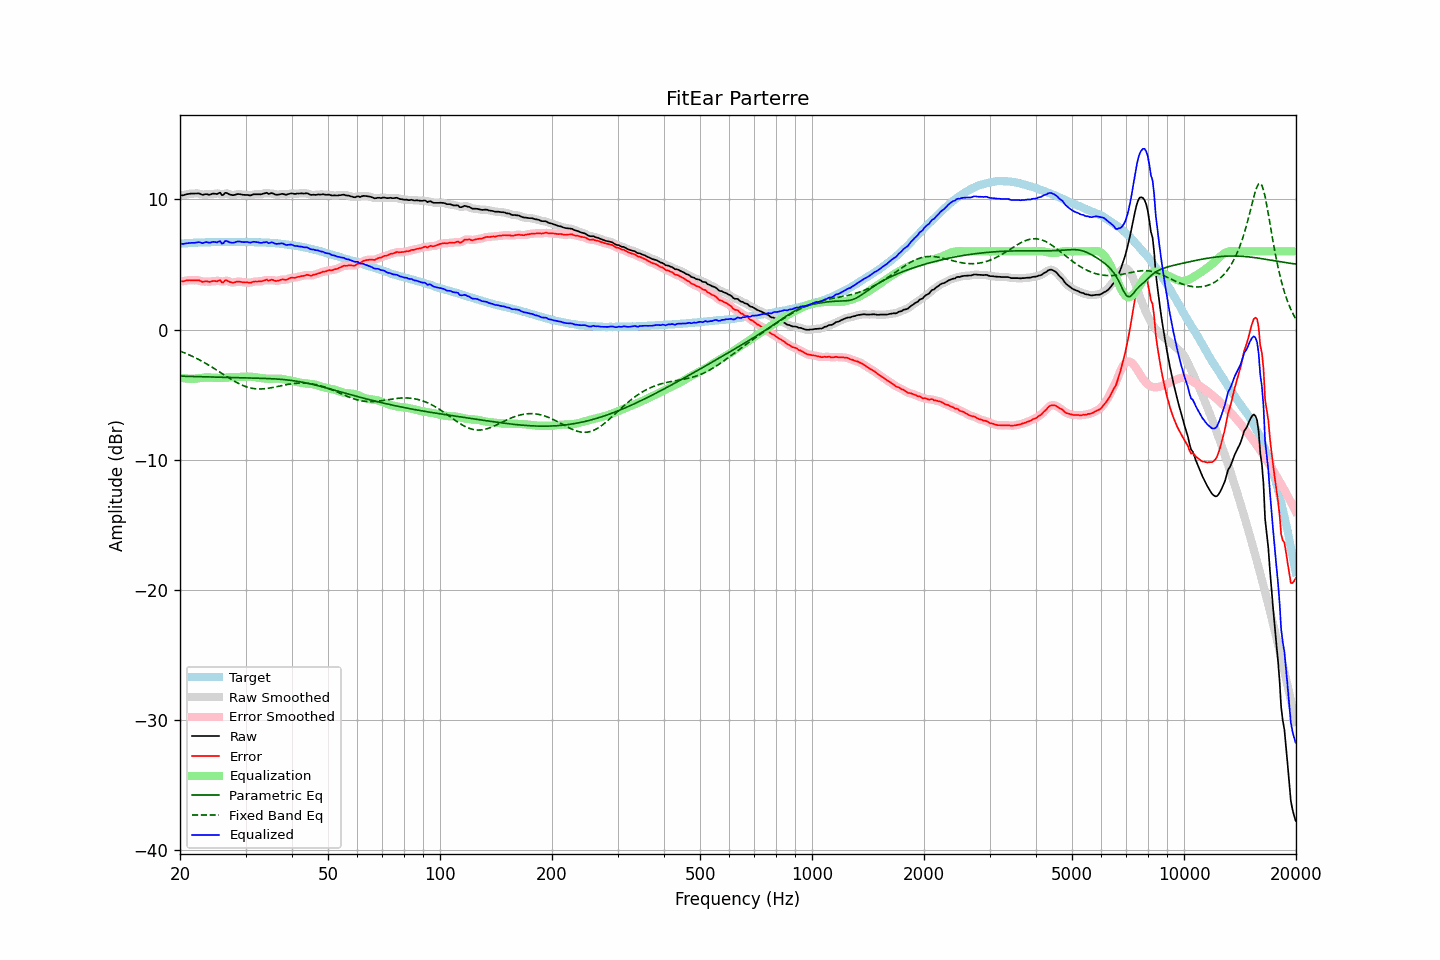 FitEar Parterre
10
0
−10
−20
−30
−40
Amplitude (dBr)
Target
Raw Smoothed
Error Smoothed
Raw
Error
Equalization
Parametric Eq
Fixed Band Eq
Equalized
20 50 100 200 500 1000 2000 5000 10000 20000
Frequency (Hz)